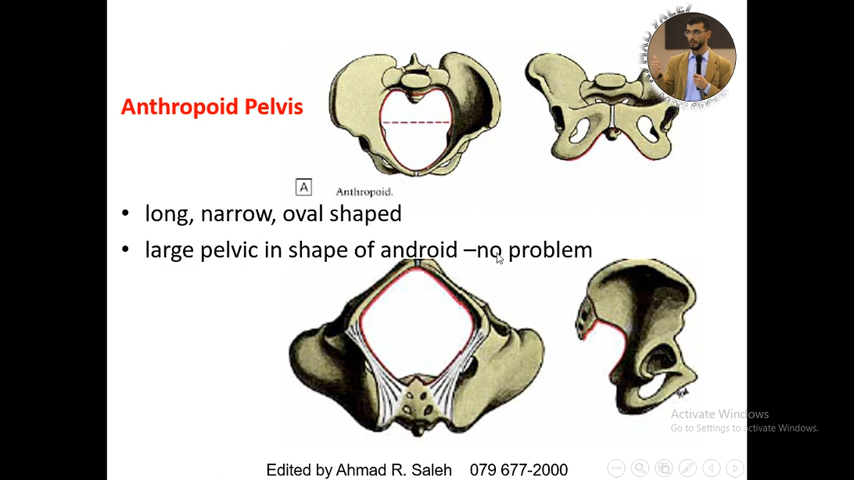 Anthropoid Pelvis
A
Anthropoid.
• long, narrow, oval shaped
• large pelvic in shape of android –no problem
Activate Windows
Go to Settings to activate Windows.
Edited by Ahmad R. Saleh 079 677-2000